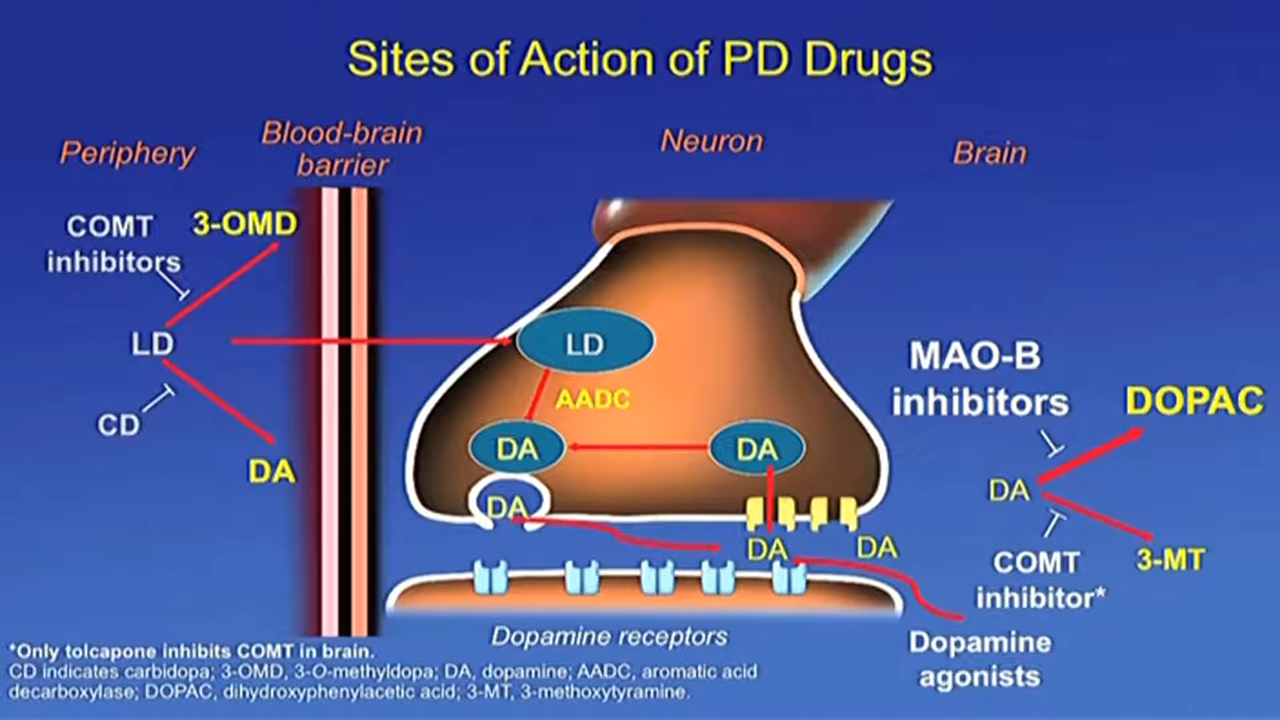 Sites of Action of PD Drugs
Periphery
Blood-brain
barrier
Neuron
Brain
COMT
inhibitors
3-OMD
LD
CD
DA
LD
AADC
DA
DA
DA
DA
DA
MAO-B
inhibitors
DOPAC
DA
COMT
inhibitor*
3-MT
Dopamine receptors
Dopamine
agonists
*Only tolcapone inhibits COMT in brain.
CD indicates carbidopa; 3-OMD, 3-O-methyldopa; DA, dopamine; AADC, aromatic acid
decarboxylase; DOPAC, dihydroxyphenylacetic acid; 3-MT, 3-methoxytyramine.